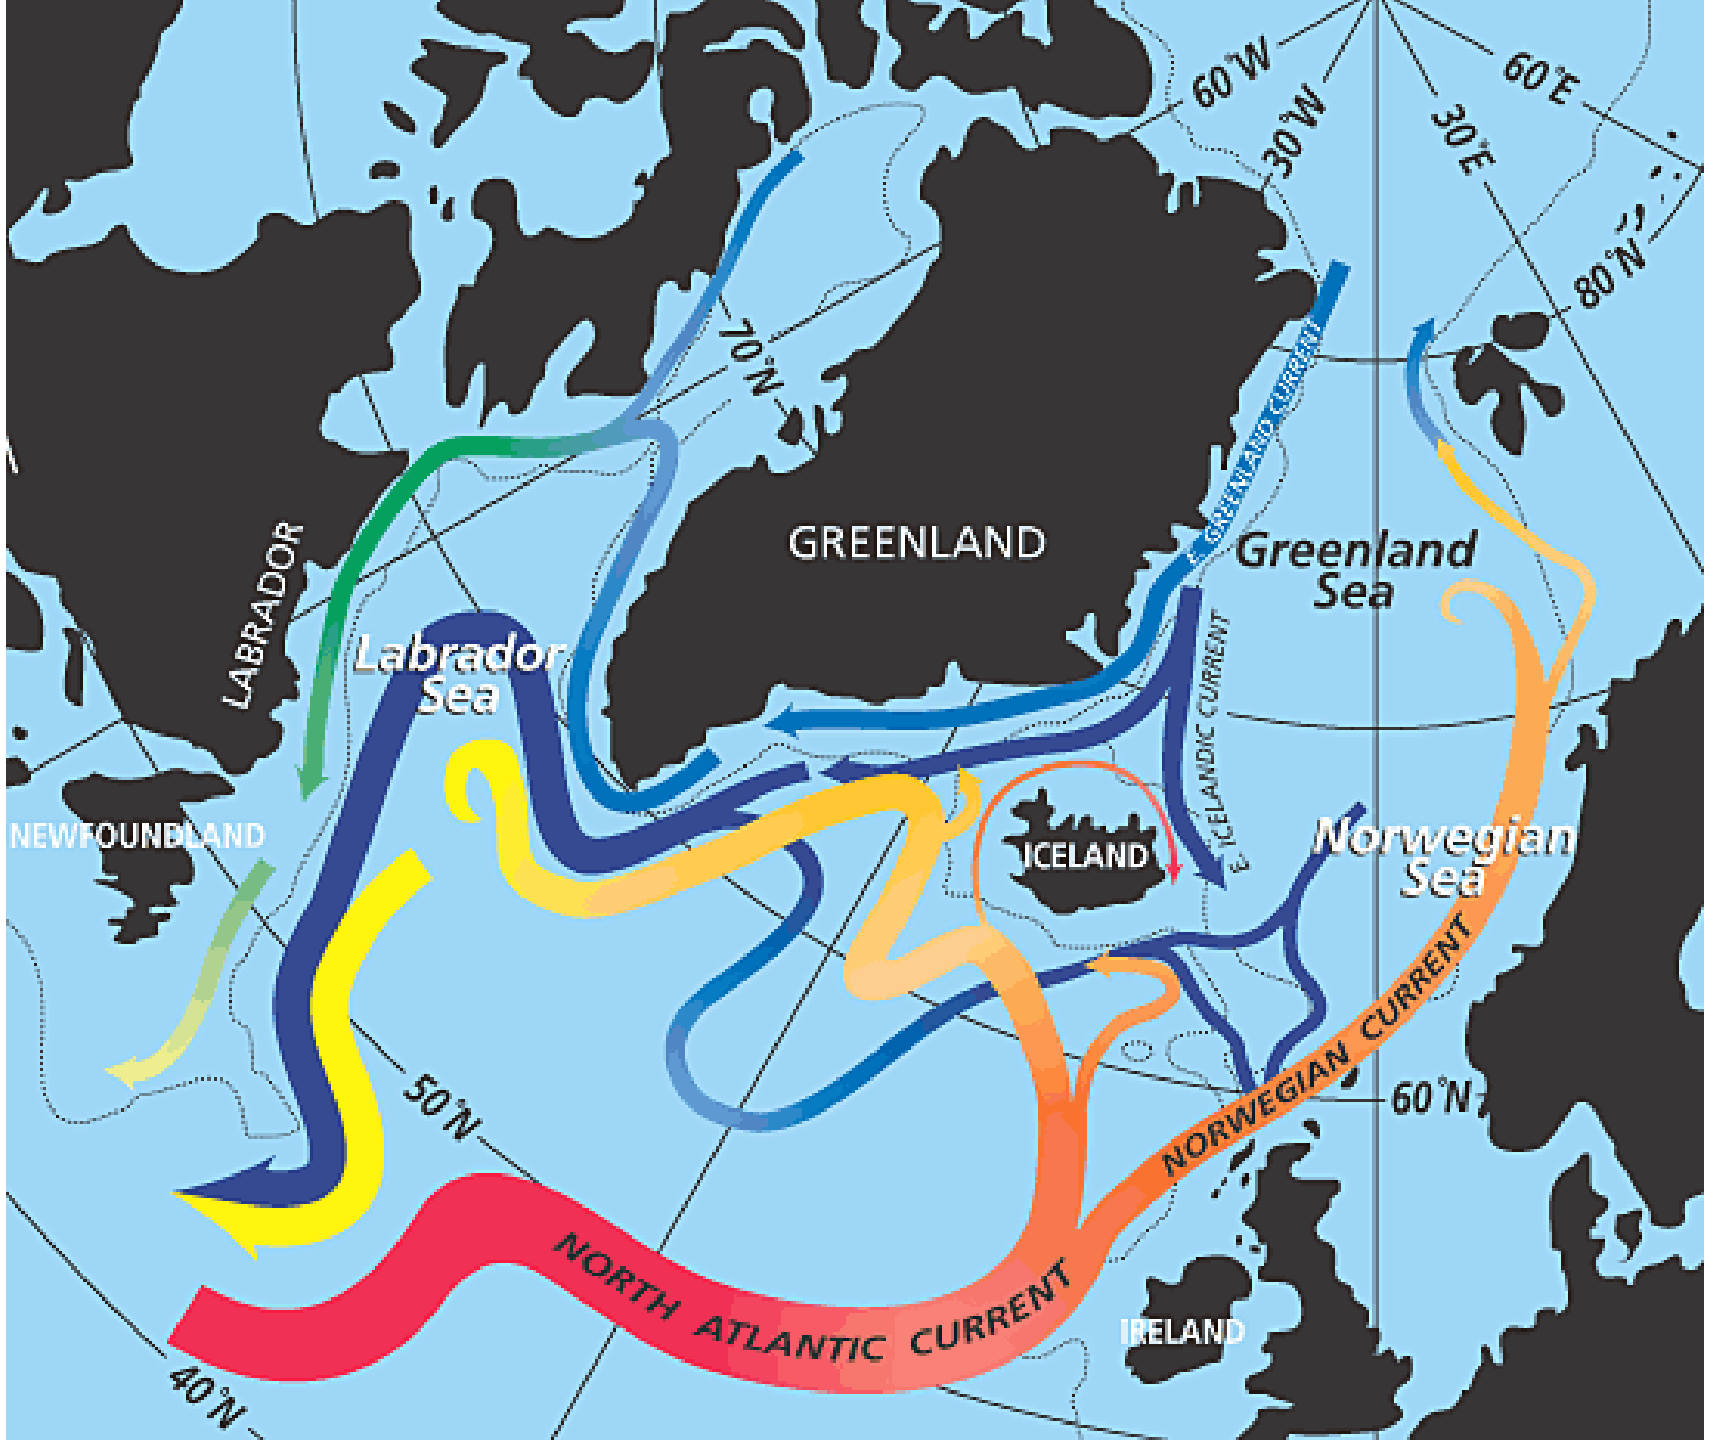 60°W
60°E
30°W
30°E
80°N
70°N
E. GREENLAND CURRENT
GREENLAND
Greenland
Sea
LABRADOR
Labrador
Sea
E. ICELANDIC CURRENT
NEWFOUNDLAND
ICELAND
Norwegian
Sea
50°N
60°N
NORWEGIAN CURRENT
NORTH ATLANTIC CURRENT
IRELAND
40°N